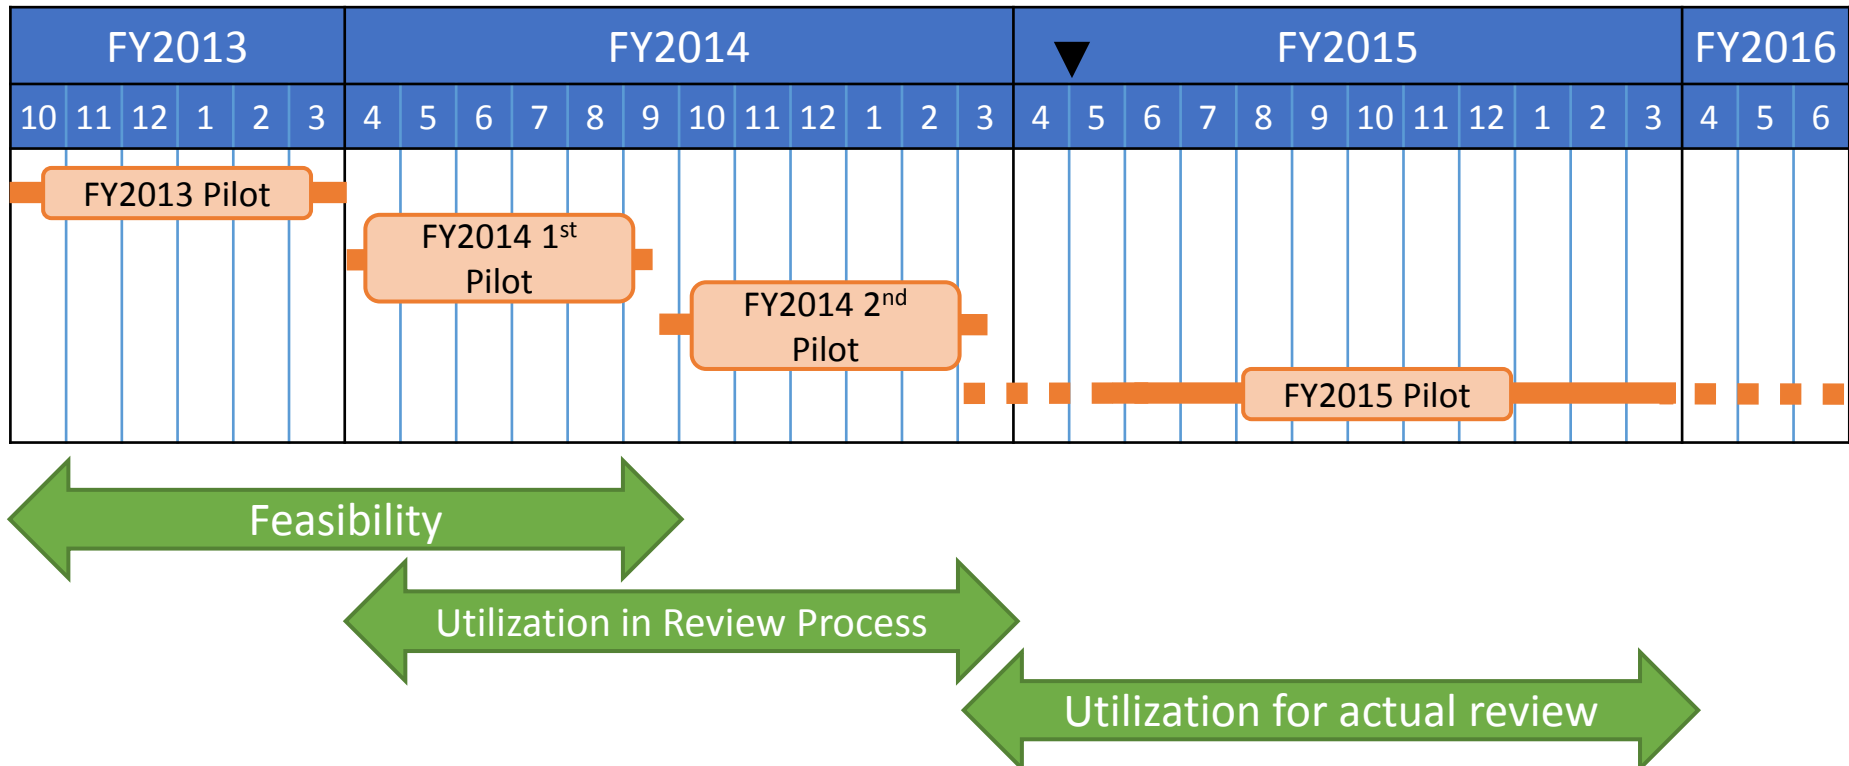 FY2013 FY2014 FY2015 FY2016
10 11 12 1 2 3 4 5 6 7 8 9 10 11 12 1 2 3 4 5 6 7 8 9 10 11 12 1 2 3 4 5 6
FY2013 Pilot
FY2014 1st
Pilot
FY2014 2nd
Pilot
FY2015 Pilot
Feasibility
Utilization in Review Process
Utilization for actual review